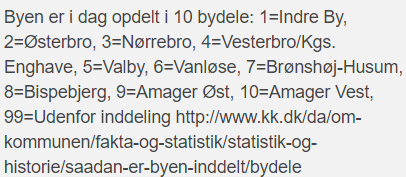 Byen er i dag opdelt i 10 bydele: 1=Indre By,
2=Østerbro, 3=Nørrebro, 4=Vesterbro/Kgs.
Enghave, 5=Valby, 6=Vanløse, 7=Brønshøj-Husum,
8=Bispebjerg, 9=Amager Øst, 10=Amager Vest,
99=Udenfor inddeling http://www.kk.dk/da/om-
kommunen/fakta-og-statistik/statistik-og-
historie/saadan-er-byen-inddelt/bydele